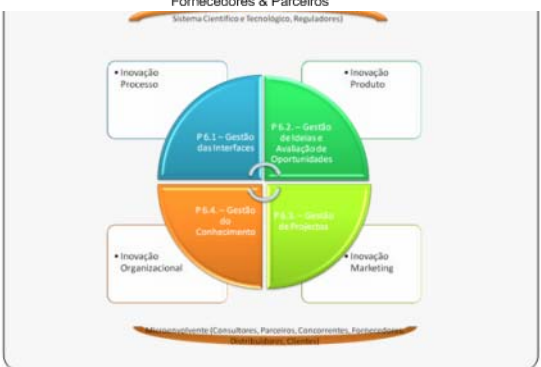 Fornecedores & Parceiros
Sistema Científico e Tecnológico, Reguladores)
• Inovação
Processo
• Inovação
Produto
P 6.1 – Gestão
das Interfaces
P 6.2. – Gestão
de Ideias e
Avaliação de
Oportunidades
P 6.4. – Gestão
do
Conhecimento
P 6.3. – Gestão
de Projectos
• Inovação
Organizacional
• Inovação
Marketing
Microenvolvente (Consultores, Parceiros, Concorrentes, Fornecedores,
Distribuidores, Clientes)